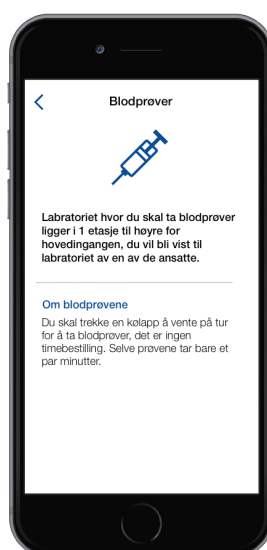 Blodprøver
Labratoriet hvor du skal ta blodprøver
ligger i 1 etasje til høyre for
hovedingangen, du vil bli vist til
labratoriet av en av de ansatte.
Om blodprøvene
Du skal trekke en kølapp å vente på tur
for å ta blodprøver, det er ingen
timebestilling. Selve prøvene tar bare et
par minutter.